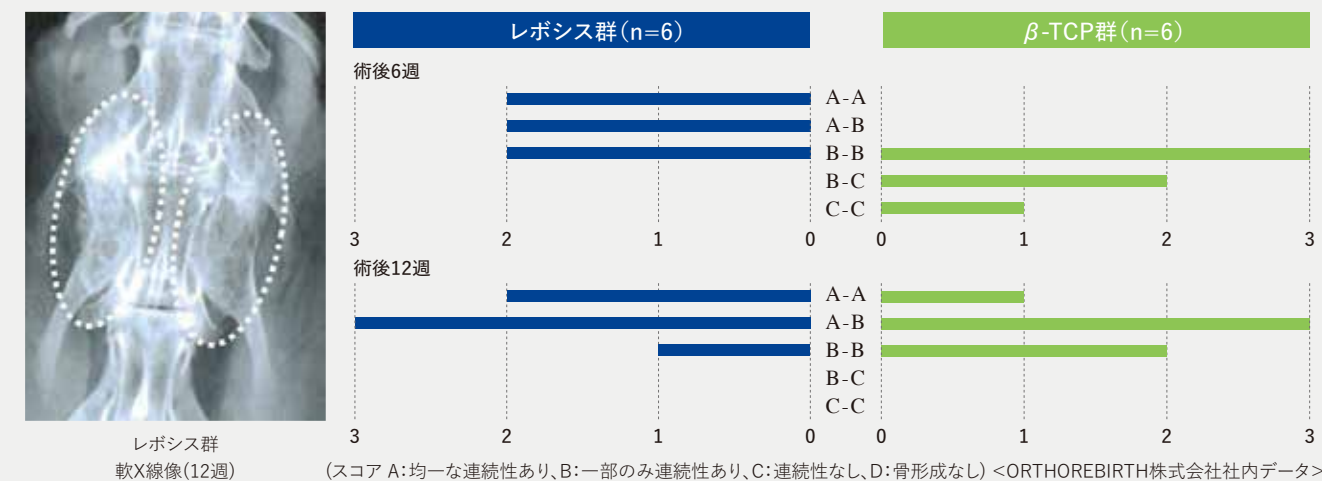 レボシス群(n=6)
β-TCP群(n=6)
術後6週
A-A
A-B
B-B
B-C
C-C
3 2 1 0 0 1 2 3
術後12週
A-A
A-B
B-B
B-C
C-C
3 2 1 0 0 1 2 3
レボシス群
軟X線像(12週)
(スコア A:均一な連続性あり、B:一部のみ連続性あり、C:連続性なし、D:骨形成なし) <ORTHOREBIRTH株式会社社内データ>